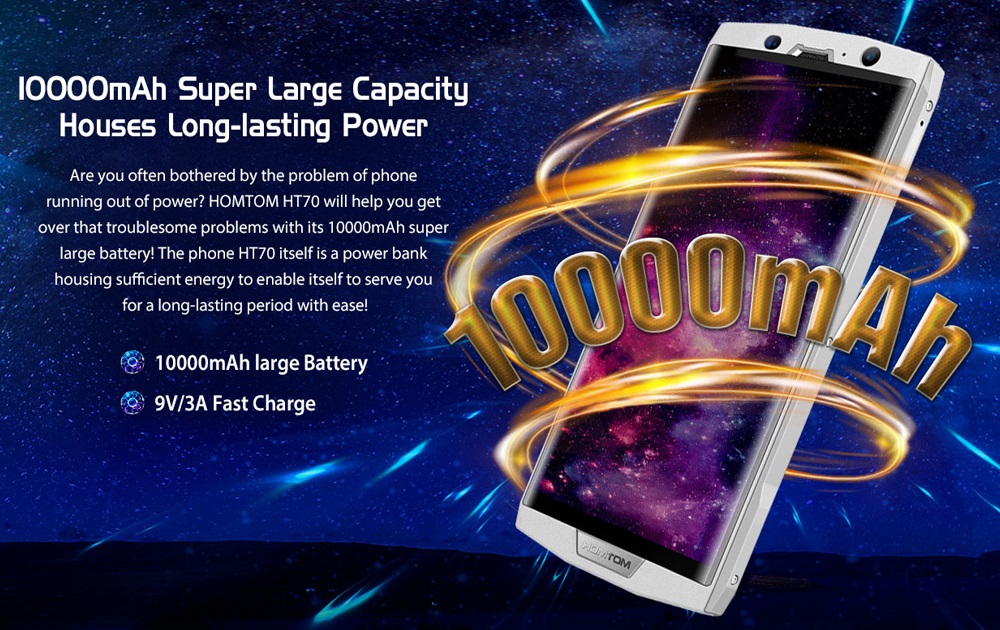 10000mAh Super Large Capacity
Houses Long-lasting Power
Are you often bothered by the problem of phone
running out of power? HOMTOM HT70 will help you get
over that troublesome problems with its 10000mAh super
large battery! The phone HT70 itself is a power bank
housing sufficient energy to enable itself to serve you
for a long-lasting period with ease!
10000mAh large Battery
9V/3A Fast Charge
10000mAh
HOMTOM